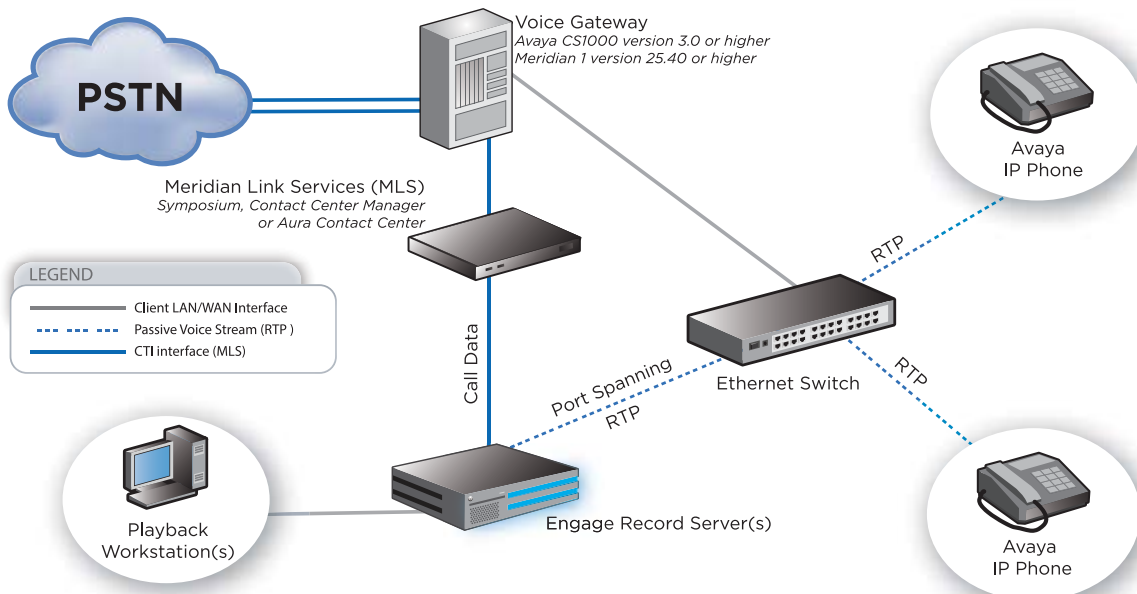 Voice Gateway
Avaya CS1000 version 3.0 or higher
Meridian 1 version 25.40 or higher
PSTN
Avaya
IP Phone
Meridian Link Services (MLS)
Symposium, Contact Center Manager
or Aura Contact Center
RTP
LEGEND
Client LAN/WAN Interface
Passive Voice Stream (RTP )
CTI interface (MLS)
Call Data
Port Spanning
RTP
Ethernet Switch
RTP
Playback
Workstation(s)
Engage Record Server(s)
Avaya
IP Phone